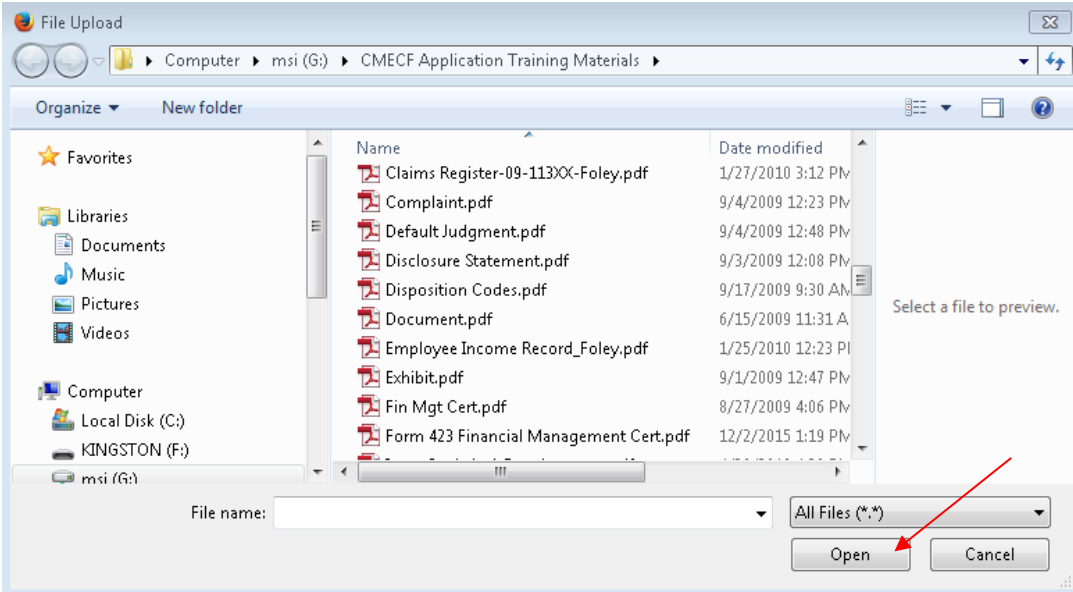 File Upload
Computer ▸ msi (G:) ▸ CMECF Application Training Materials ▸
Organize New folder
Favorites
Libraries
Documents
Music
Pictures
Videos
Computer
Local Disk (C:)
KINGSTON (F:)
msi (G:)
Name Date modified
Claims Register-09-113XX-Foley.pdf 1/27/2010 3:12 PM
Complaint.pdf 9/4/2009 12:23 PM
Default Judgment.pdf 9/4/2009 12:48 PM
Disclosure Statement.pdf 9/3/2009 12:08 PM
Disposition Codes.pdf 9/17/2009 9:30 AM
Document.pdf 6/15/2009 11:31 A
Employee Income Record_Foley.pdf 1/25/2010 12:23 PM
Exhibit.pdf 9/1/2009 12:47 PM
Fin Mgt Cert.pdf 8/27/2009 4:06 PM
Form 423 Financial Management Cert.pdf 12/2/2015 1:19 PM
Select a file to preview.
File name:
All Files (*.*)
Open Cancel